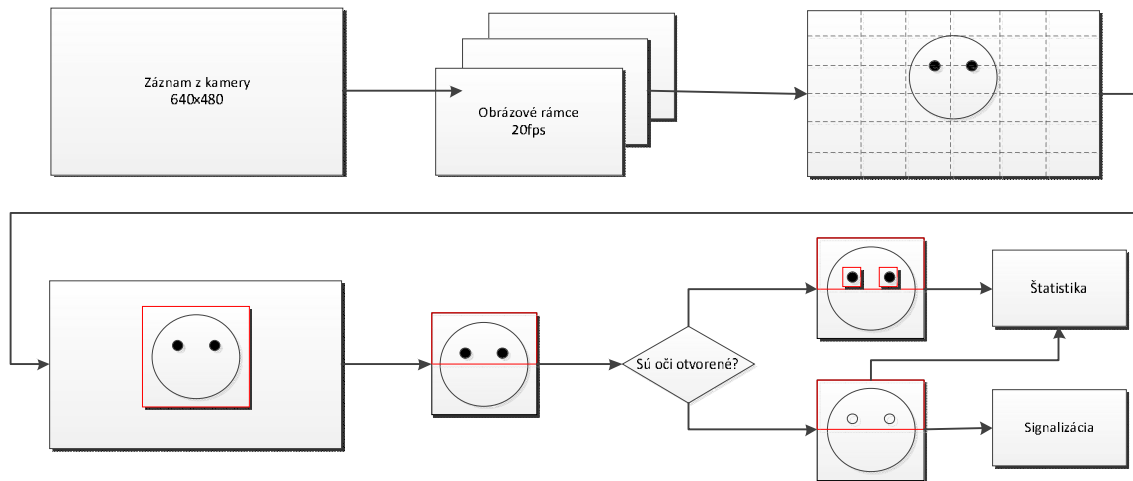 Záznam z kamery
640x480
Obrázové rámce
20fps
Sú oči otvorené?
Štatistika
Signalizácia